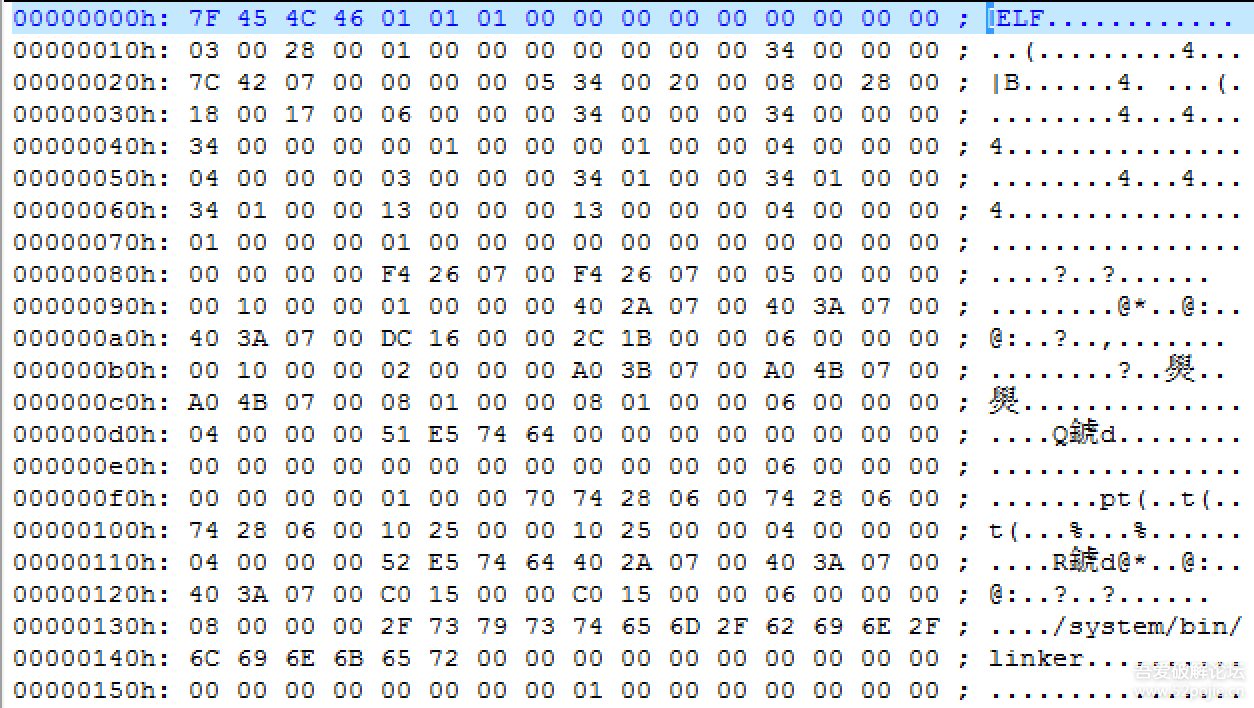 00000000h: 7F 45 4C 46 01 01 01 00 00 00 00 00 00 00 00 00 ; ELF............
00000010h: 03 00 28 00 01 00 00 00 00 00 00 00 34 00 00 00 ; ..(.........4...
00000020h: 7C 42 07 00 00 00 00 05 34 00 20 00 08 00 28 00 ; |B......4. ...(.
00000030h: 18 00 17 00 06 00 00 00 34 00 00 00 34 00 00 00 ; ........4...4...
00000040h: 34 00 00 00 00 01 00 00 00 01 00 00 04 00 00 00 ; 4...............
00000050h: 04 00 00 00 03 00 00 00 34 01 00 00 34 01 00 00 ; ........4...4...
00000060h: 34 01 00 00 13 00 00 00 13 00 00 00 04 00 00 00 ; 4...............
00000070h: 01 00 00 00 01 00 00 00 00 00 00 00 00 00 00 00 ; ................
00000080h: 00 00 00 00 F4 26 07 00 F4 26 07 00 05 00 00 00 ; ....?..?......
00000090h: 00 10 00 00 01 00 00 00 40 2A 07 00 40 3A 07 00 ; ........@*..@:..
000000a0h: 40 3A 07 00 DC 16 00 00 2C 1B 00 00 06 00 00 00 ; @:..?..,.......
000000b0h: 00 10 00 00 02 00 00 00 A0 3B 07 00 A0 4B 07 00 ; ........?..燢..
000000c0h: A0 4B 07 00 08 01 00 00 08 01 00 00 06 00 00 00 ; 燢..............
000000d0h: 04 00 00 00 51 E5 74 64 00 00 00 00 00 00 00 00 ; ....Q錿d........
000000e0h: 00 00 00 00 00 00 00 00 00 00 00 00 06 00 00 00 ; ................
000000f0h: 00 00 00 00 01 00 00 70 74 28 06 00 74 28 06 00 ; .......pt(..t(..
00000100h: 74 28 06 00 10 25 00 00 10 25 00 00 04 00 00 00 ; t(...%...%......
00000110h: 04 00 00 00 52 E5 74 64 40 2A 07 00 40 3A 07 00 ; ....R錿d@*..@:..
00000120h: 40 3A 07 00 C0 15 00 00 C0 15 00 00 06 00 00 00 ; @:..?..?......
00000130h: 08 00 00 00 2F 73 79 73 74 65 6D 2F 62 69 6E 2F ; ..../system/bin/
00000140h: 6C 69 6E 6B 65 72 00 00 00 00 00 00 00 00 00 00 ; linker..........
00000150h: 00 00 00 00 00 00 00 00 01 00 00 00 00 00 00 00 ; ................
吾爱破解论坛
www.52pojie.cn